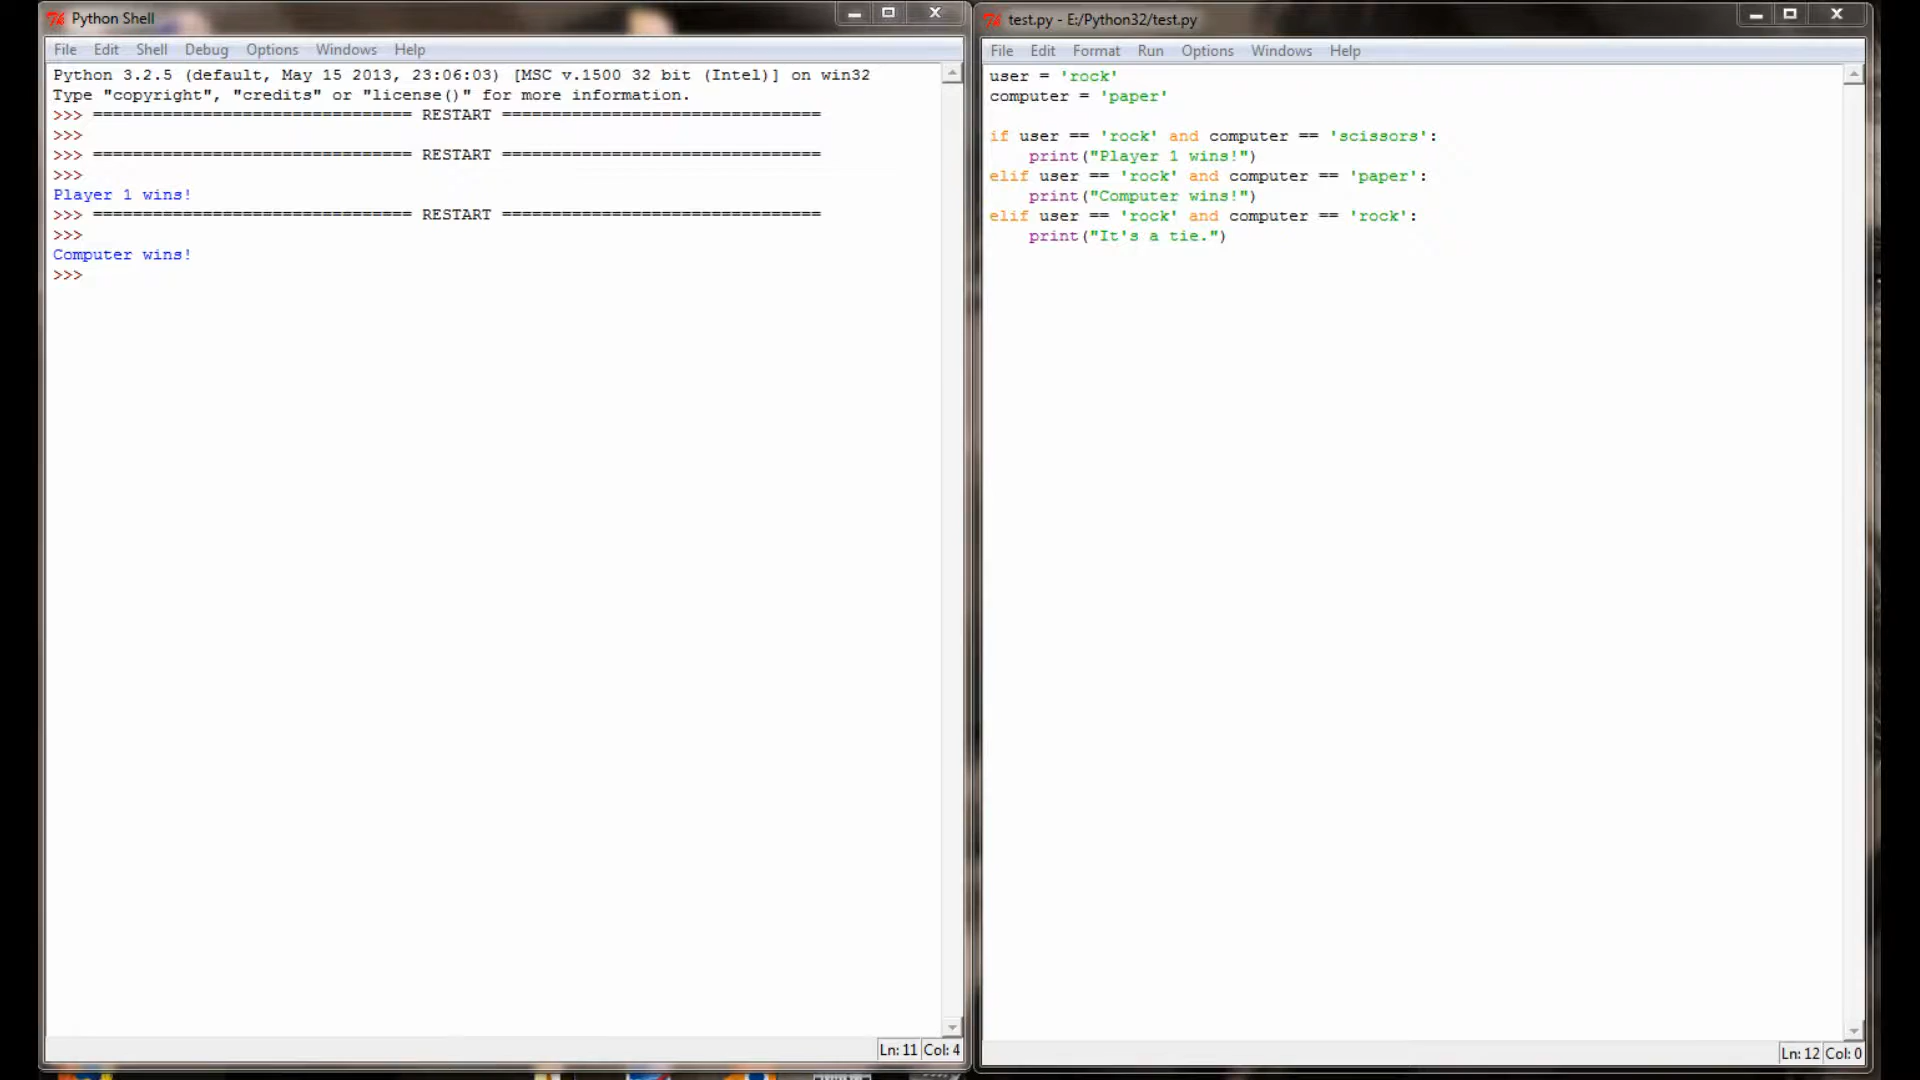 Python Shell
File Edit Shell Debug Options Windows Help
Python 3.2.5 (default, May 15 2013, 23:06:03) [MSC v.1500 32 bit (Intel)] on win32
Type "copyright", "credits" or "license()" for more information.
>>> ================================ RESTART ================================
>>>
>>> ================================ RESTART ================================
>>>
Player 1 wins!
>>> ================================ RESTART ================================
>>>
Computer wins!
>>>
Ln: 11 Col: 4
test.py - E:/Python32/test.py
File Edit Format Run Options Windows Help
user = 'rock'
computer = 'paper'
if user == 'rock' and computer == 'scissors':
    print("Player 1 wins!")
elif user == 'rock' and computer == 'paper':
    print("Computer wins!")
elif user == 'rock' and computer == 'rock':
    print("It's a tie.")
Ln: 12 Col: 0